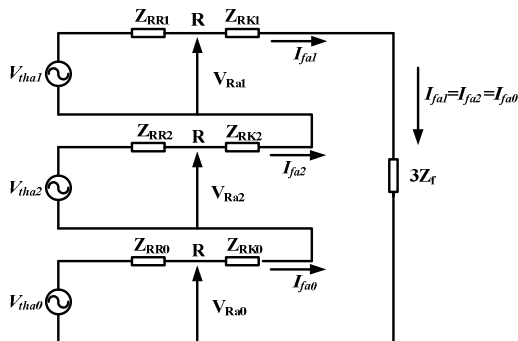 Z_RR1 R Z_RK1
I_fa1
V_tha1
V_Ra1
I_fa1=I_fa2=I_fa0
Z_RR2 R Z_RK2
I_fa2
V_tha2
V_Ra2
3Z_f
Z_RR0 R Z_RK0
I_fa0
V_tha0
V_Ra0